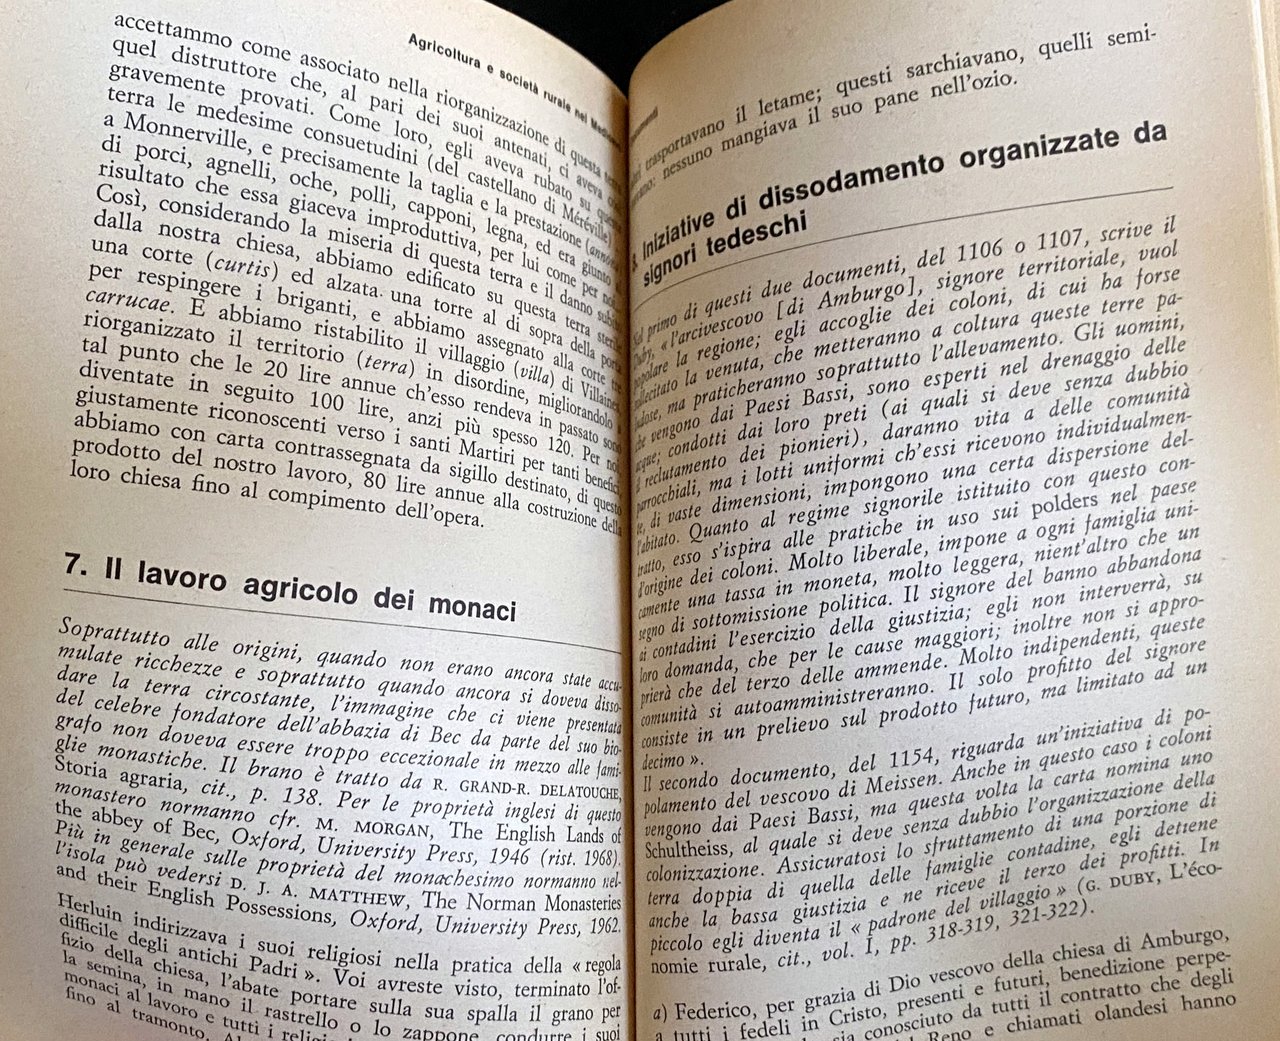 Agricoltura e società rurale nel
accettammo come associato nella riorganizzazione di questa terra
quel distruttore che, al pari dei suoi antenati, ci aveva così
gravemente provati. Come loro, egli aveva rubato su questa
terra le medesime consuetudini (del castellano di Méréville)
a Monnerville, e precisamente la taglia e la prestazione
di porci, agnelli, oche, polli, capponi, legna, ed era giunto al
risultato che essa giaceva improduttiva, per lui come per noi.
Così, considerando la miseria di questa terra e il danno subito
dalla nostra chiesa, abbiamo edificato su questa terra sterile
una corte (curtis) ed alzata una torre al di sopra della porta
per respingere i briganti, e abbiamo assegnato alla corte tre
carrucae. E abbiamo ristabilito il villaggio (villa) di Villaines,
riorganizzato il territorio (terra) in disordine, migliorandolo a
tal punto che le 20 lire annue ch'esso rendeva in passato sono
diventate in seguito 100 lire, anzi più spesso 120. Per noi,
giustamente riconoscenti verso i santi Martiri per tanti benefici,
abbiamo con carta contrassegnata da sigillo destinato, di questo
prodotto del nostro lavoro, 80 lire annue alla costruzione della
loro chiesa fino al compimento dell'opera.
7. Il lavoro agricolo dei monaci
Soprattutto alle origini, quando non erano ancora state accu-
mulate ricchezze e soprattutto quando ancora si doveva disso-
dare la terra circostante, l'immagine che ci viene presentata
del celebre fondatore dell'abbazia di Bec da parte del suo bio-
grafo non doveva essere troppo eccezionale in mezzo alle fami-
glie monastiche. Il brano è tratto da R. GRAND-R. DELATOUCHE,
Storia agraria, cit., p. 138. Per le proprietà inglesi di questo
monastero normanno cfr. M. MORGAN, The English Lands of
the abbey of Bec, Oxford, University Press, 1946 (rist. 1968).
Più in generale sulle proprietà del monachesimo normanno nel-
l'isola può vedersi D. J. A. MATTHEW, The Norman Monasteries
and their English Possessions, Oxford, University Press, 1962.
Herluin indirizzava i suoi religiosi nella pratica della « regola
difficile degli antichi Padri ». Voi avreste visto, terminato l'of-
fizio della chiesa, l'abate portare sulla sua spalla il grano per
la semina, in mano il rastrello o lo zappone, condurre i suoi
monaci al lavoro e tutti i
fino al tramonto.
trasportavano il letame; questi sarchiavano, quelli semi-
nessuno mangiava il suo pane nell'ozio.
8. Iniziative di dissodamento organizzate da
signori tedeschi
Nel primo di questi due documenti, del 1106 o 1107, scrive il
Duby, « l'arcivescovo [di Amburgo], signore territoriale, vuol
popolare la regione; egli accoglie dei coloni, di cui ha forse
sollecitato la venuta, che metteranno a coltura queste terre pa-
ludose, ma praticheranno soprattutto l'allevamento. Gli uomini,
che vengono dai Paesi Bassi, sono esperti nel drenaggio delle
acque; condotti dai loro preti (ai quali si deve senza dubbio
il reclutamento dei pionieri), daranno vita a delle comunità
parrocchiali, ma i lotti uniformi ch'essi ricevono individualmen-
te, di vaste dimensioni, impongono una certa dispersione del-
l'abitato. Quanto al regime signorile istituito con questo con-
tratto, esso s'ispira alle pratiche in uso sui polders nel paese
d'origine dei coloni. Molto liberale, impone a ogni famiglia uni-
camente una tassa in moneta, molto leggera, nient'altro che un
segno di sottomissione politica. Il signore del banno abbandona
ai contadini l'esercizio della giustizia; egli non interverrà, su
loro domanda, che per le cause maggiori; inoltre non si appro-
prierà che del terzo delle ammende. Molto indipendenti, queste
comunità si autoamministreranno. Il solo profitto del signore
consiste in un prelievo sul prodotto futuro, ma limitato ad un
decimo ».
Il secondo documento, del 1154, riguarda un'iniziativa di po-
polamento del vescovo di Meissen. Anche in questo caso i coloni
vengono dai Paesi Bassi, ma questa volta la carta nomina uno
Schultheiss, al quale si deve senza dubbio l'organizzazione della
colonizzazione. Assicuratosi lo sfruttamento di una porzione di
terra doppia di quella delle famiglie contadine, egli detiene
anche la bassa giustizia e ne riceve il terzo dei profitti. In
piccolo egli diventa il « padrone del villaggio » (G. DUBY, L'éco-
nomie rurale, cit., vol. I, pp. 318-319, 321-322).
a) Federico, per grazia di Dio vescovo della chiesa di Amburgo,
a tutti i fedeli in Cristo, presenti e futuri, benedizione perpe-
sia conosciuto da tutti il contratto che degli
Reno e chiamati olandesi hanno